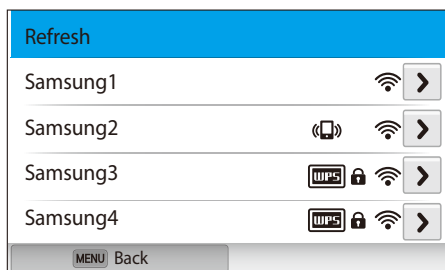 Refresh
Samsung1
Samsung2
Samsung3 WPS
Samsung4 WPS
MENU Back